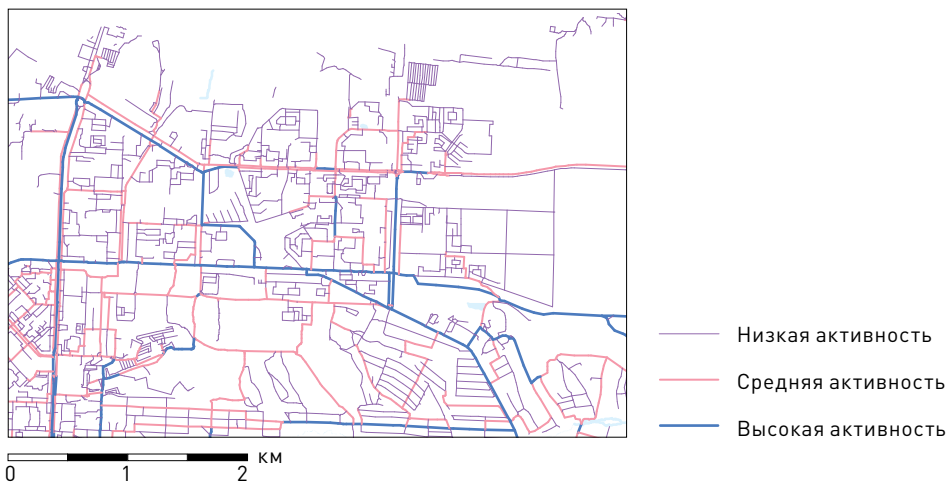 Низкая активность
Средняя активность
Высокая активность
км
0 1 2